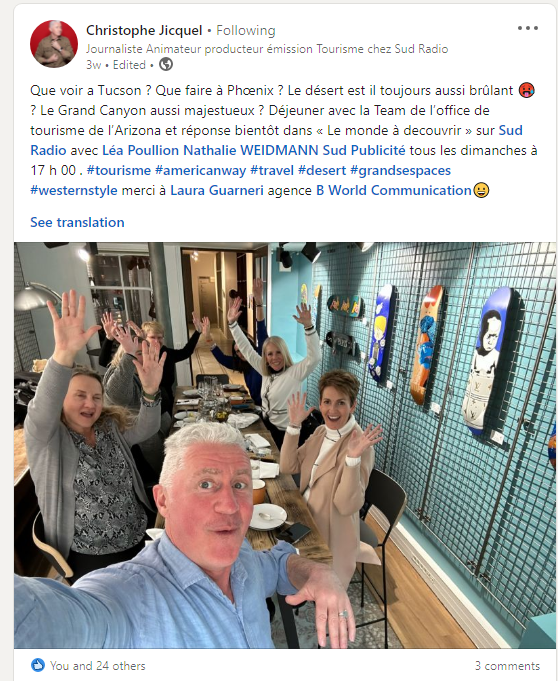 Christophe Jicquel • Following
Journaliste Animateur producteur émission Tourisme chez Sud Radio
3w • Edited •
Que voir a Tucson ? Que faire à Phœnix ? Le désert est il toujours aussi brûlant 🥵
? Le Grand Canyon aussi majestueux ? Déjeuner avec la Team de l’office de
tourisme de l’Arizona et réponse bientôt dans « Le monde à decouvrir » sur Sud
Radio avec Léa Poullion Nathalie WEIDMANN Sud Publicité tous les dimanches à
17 h 00 . #tourisme #americanway #travel #desert #grandsespaces
#westernstyle merci à Laura Guarneri agence B World Communication😀
See translation
You and 24 others
3 comments